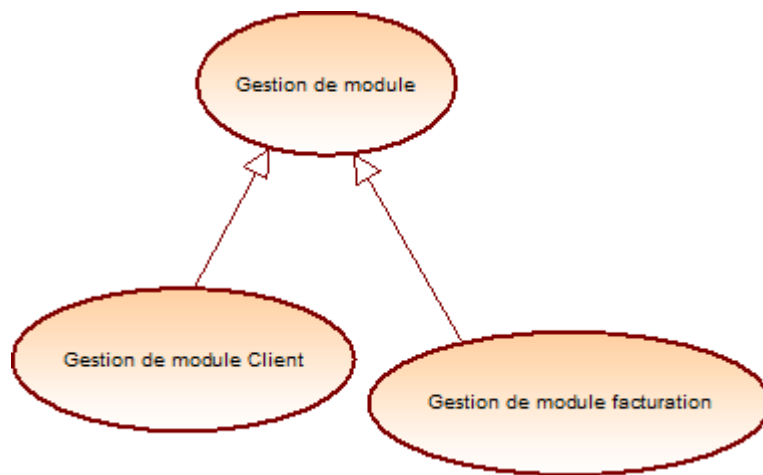 Gestion de module
Gestion de module Client
Gestion de module facturation